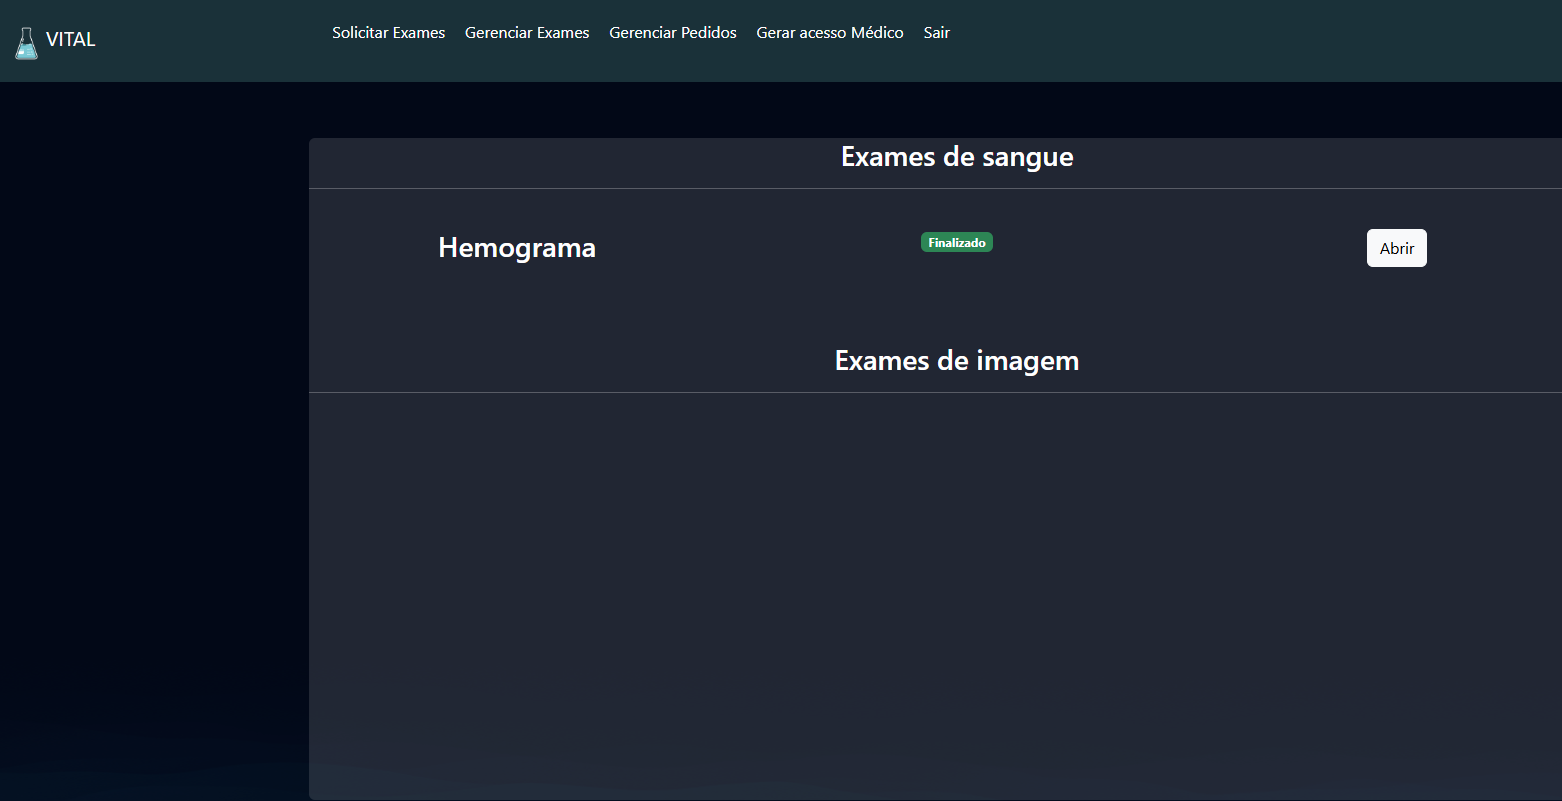 VITAL
Solicitar Exames Gerenciar Exames Gerenciar Pedidos Gerar acesso Médico Sair
Exames de sangue
Hemograma Finalizado Abrir
Exames de imagem